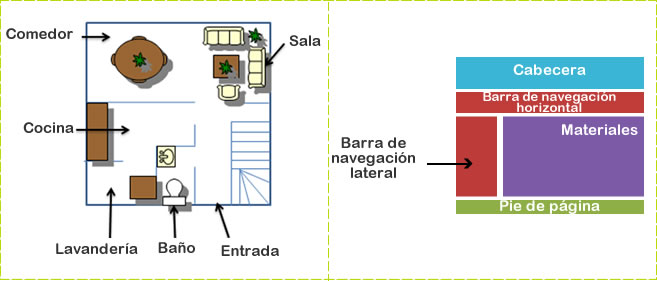 Comedor
Sala
Cocina
Lavandería
Baño
Entrada
Cabecera
Barra de navegación
horizontal
Barra de
navegación
lateral
Materiales
Pie de página